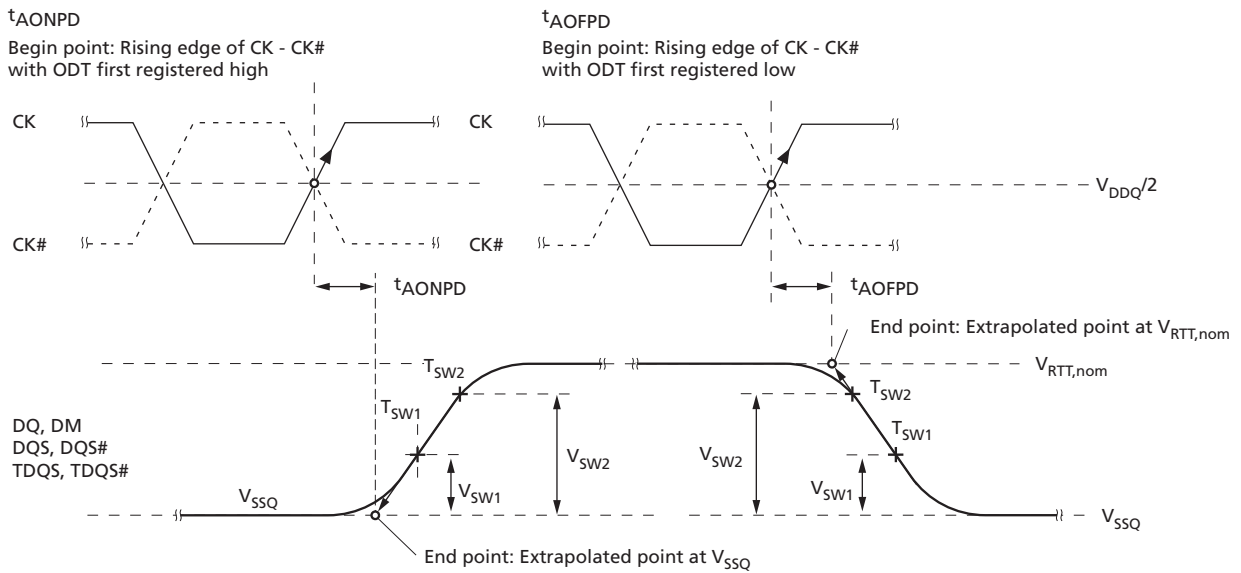 tAONPD
Begin point: Rising edge of CK - CK#
with ODT first registered high
tAOFPD
Begin point: Rising edge of CK - CK#
with ODT first registered low
CK
CK
VDDQ/2
CK#
CK#
tAONPD
tAOFPD
End point: Extrapolated point at VRTT,nom
TSW2
VRTT,nom
TSW2
TSW1
TSW1
DQ, DM
DQS, DQS#
TDQS, TDQS#
VSW2
VSW2
VSW1
VSW1
VSSQ
VSSQ
End point: Extrapolated point at VSSQ